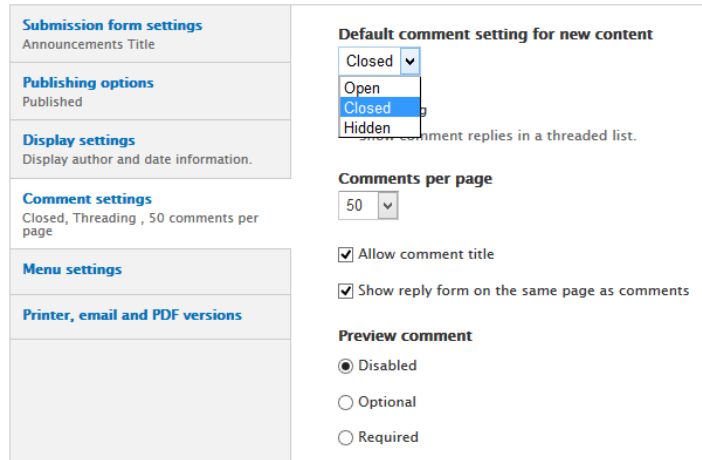 Submission form settings
Announcements Title
Publishing options
Published
Display settings
Display author and date information.
Comment settings
Closed, Threading , 50 comments per
page
Menu settings
Printer, email and PDF versions
Default comment setting for new content
Closed
Open
Closed
Hidden
comment replies in a threaded list.
Comments per page
50
Allow comment title
Show reply form on the same page as comments
Preview comment
Disabled
Optional
Required